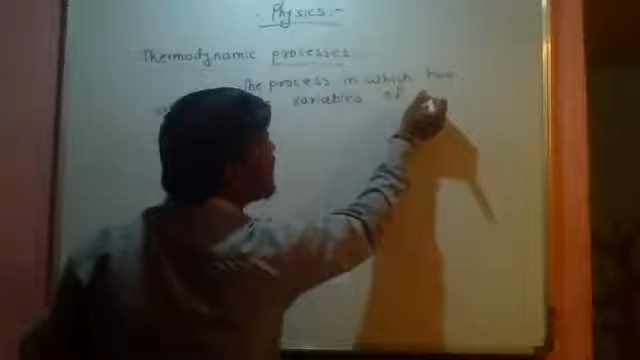 . Physics :-
Thermodynamic processes
The process in which two
variables of